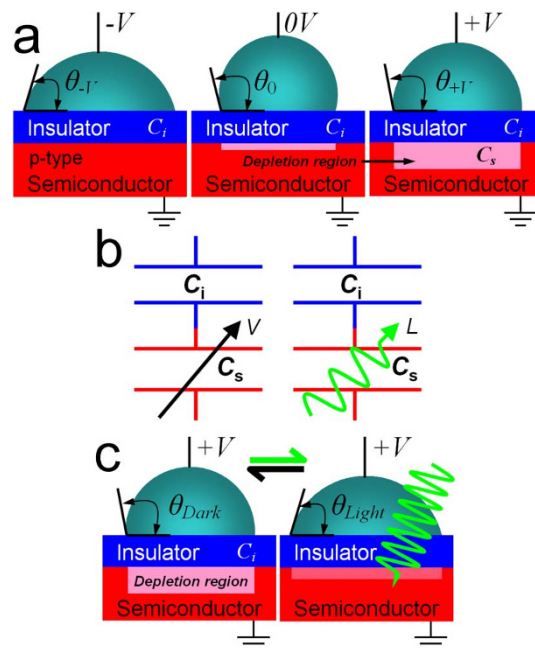 a
-V
0V
+V
θ-V
θ0
θ+V
Insulator Ci
Insulator Ci
Insulator Ci
p-type
Semiconductor
Depletion region
Semiconductor
Cs
Semiconductor
b
Ci
Ci
V
L
Cs
Cs
c
+V
+V
θDark
θLight
Insulator Ci
Insulator
Depletion region
Semiconductor
Semiconductor